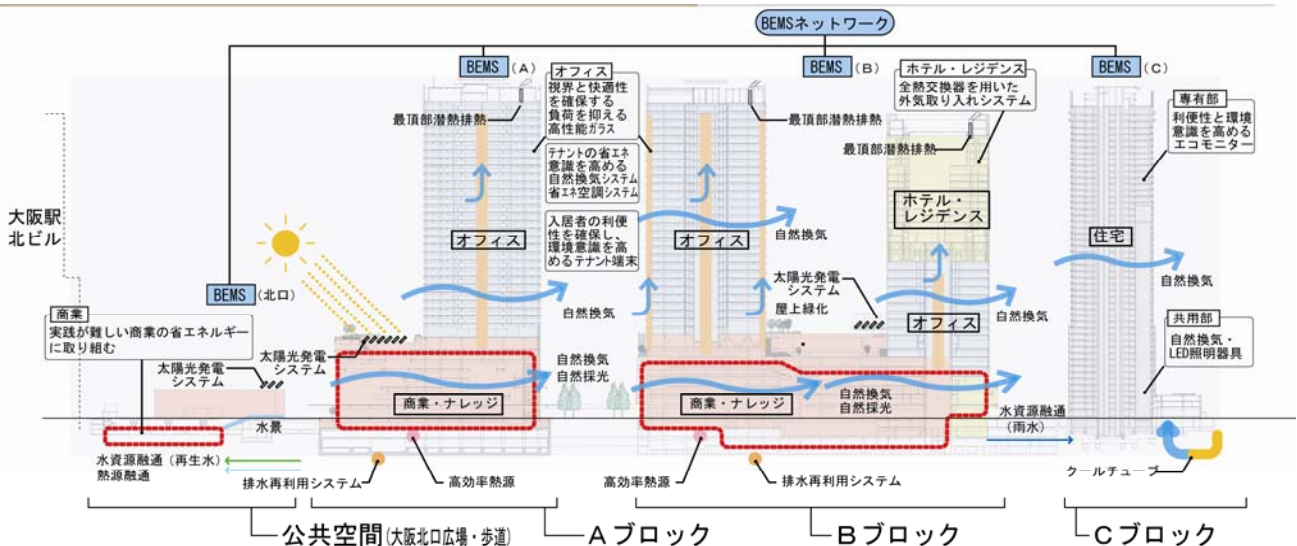 BEMSネットワーク
BEMS(A)
BEMS(B)
BEMS(C)
オフィス
視界と快適性
を確保する
負荷を抑える
高性能ガラス
テナントの省エネ
意識を高める
自然換気システム
省エネ空調システム
入居者の利便
性を確保し、
環境意識を高
めるテナント端末
ホテル・レジデンス
全熱交換器を用いた
外気取り入れシステム
専有部
利便性と環境
意識を高める
エコモニター
最頂部潜熱排熱
最頂部潜熱排熱
最頂部潜熱排熱
大阪駅
北ビル
オフィス
オフィス
ホテル・
レジデンス
住宅
自然換気
自然換気
自然換気
自然換気
BEMS(北口)
太陽光発電
システム
屋上緑化
オフィス
商業
実践が難しい商業の省エネルギー
に取り組む
太陽光発電
システム
太陽光発電
システム
共用部
自然換気・
LED照明器具
自然換気
自然採光
商業・ナレッジ
商業・ナレッジ
自然換気
自然採光
水景
水資源融通
(雨水)
水資源融通(再生水)
熱源融通
排水再利用システム
高効率熱源
高効率熱源
排水再利用システム
クールチューブ
公共空間(大阪北口広場・歩道)
Aブロック
Bブロック
Cブロック